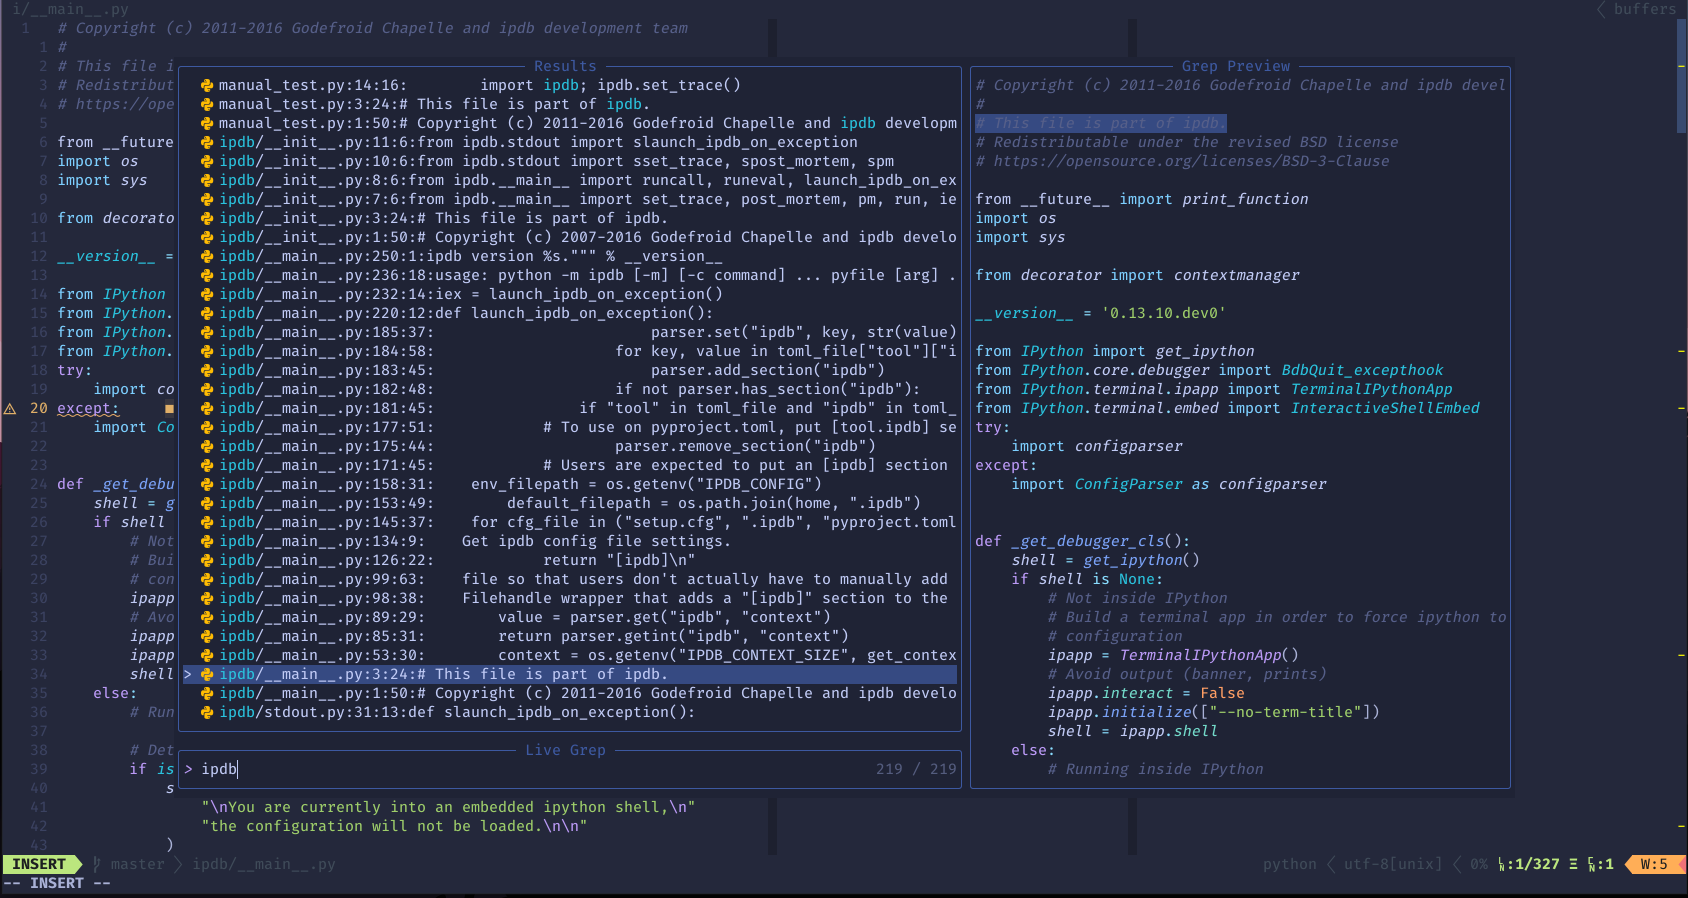 i/__main__.py
buffers
1 # Copyright (c) 2011-2016 Godefroid Chapelle and ipdb development team
1 #
2 # This file i
3 # Redistribut
4 # https://ope
5
6 from __future
7 import os
8 import sys
9
10 from decorato
11
12 __version__ =
13
14 from IPython
15 from IPython.
16 from IPython.
17 from IPython.
18 try:
19 import co
20 except:
21 import Co
22
23
24 def _get_debu
25 shell = g
26 if shell
27 # Not
28 # Bui
29 # con
30 ipapp
31 # Avo
32 ipapp
33 ipapp
34 shell
35 else:
36 # Run
37
38 # Det
39 if is
40 s
41 "\nYou are currently into an embedded ipython shell,\n"
42 "the configuration will not be loaded.\n\n"
43 )
Results
manual_test.py:14:16:        import ipdb; ipdb.set_trace()
manual_test.py:3:24:# This file is part of ipdb.
manual_test.py:1:50:# Copyright (c) 2011-2016 Godefroid Chapelle and ipdb developm
ipdb/__init__.py:11:6:from ipdb.stdout import slaunch_ipdb_on_exception
ipdb/__init__.py:10:6:from ipdb.__main__ import sset_trace, spost_mortem, spm
ipdb/__init__.py:8:6:from ipdb.__main__ import runcall, runeval, launch_ipdb_on_ex
ipdb/__init__.py:7:6:from ipdb.__main__ import set_trace, post_mortem, pm, run, ie
ipdb/__init__.py:3:24:# This file is part of ipdb.
ipdb/__init__.py:1:50:# Copyright (c) 2007-2016 Godefroid Chapelle and ipdb develo
ipdb/__main__.py:250:1:ipdb version %s.""" % __version__
ipdb/__main__.py:236:18:usage: python -m ipdb [-m] [-c command] ... pyfile [arg] .
ipdb/__main__.py:232:14:iex = launch_ipdb_on_exception()
ipdb/__main__.py:220:12:def launch_ipdb_on_exception():
ipdb/__main__.py:185:37:                        parser.set("ipdb", key, str(value)
ipdb/__main__.py:184:58:                    for key, value in toml_file["tool"]["i
ipdb/__main__.py:183:45:                        parser.add_section("ipdb")
ipdb/__main__.py:182:48:                    if not parser.has_section("ipdb"):
ipdb/__main__.py:181:45:                if "tool" in toml_file and "ipdb" in toml_
ipdb/__main__.py:177:51:            # To use on pyproject.toml, put [tool.ipdb] se
ipdb/__main__.py:175:44:                    parser.remove_section("ipdb")
ipdb/__main__.py:171:45:            # Users are expected to put an [ipdb] section
ipdb/__main__.py:158:31:    env_filepath = os.getenv("IPDB_CONFIG")
ipdb/__main__.py:153:49:        default_filepath = os.path.join(home, ".ipdb")
ipdb/__main__.py:145:37:    for cfg_file in ("setup.cfg", ".ipdb", "pyproject.toml
ipdb/__main__.py:134:9:    Get ipdb config file settings.
ipdb/__main__.py:126:22:            return "[ipdb]\n"
ipdb/__main__.py:99:63:    file so that users don't actually have to manually add
ipdb/__main__.py:98:38:    Filehandle wrapper that adds a "[ipdb]" section to the
ipdb/__main__.py:89:29:        value = parser.get("ipdb", "context")
ipdb/__main__.py:85:31:        return parser.getint("ipdb", "context")
ipdb/__main__.py:53:30:        context = os.getenv("IPDB_CONTEXT_SIZE", get_contex
> ipdb/__main__.py:3:24:# This file is part of ipdb.
ipdb/__main__.py:1:50:# Copyright (c) 2011-2016 Godefroid Chapelle and ipdb develo
ipdb/stdout.py:31:13:def slaunch_ipdb_on_exception():
Live Grep
> ipdb 219 / 219
Grep Preview
# Copyright (c) 2011-2016 Godefroid Chapelle and ipdb devel
#
# This file is part of ipdb.
# Redistributable under the revised BSD license
# https://opensource.org/licenses/BSD-3-Clause
from __future__ import print_function
import os
import sys
from decorator import contextmanager
__version__ = '0.13.10.dev0'
from IPython import get_ipython
from IPython.core.debugger import BdbQuit_excepthook
from IPython.terminal.ipapp import TerminalIPythonApp
from IPython.terminal.embed import InteractiveShellEmbed
try:
    import configparser
except:
    import ConfigParser as configparser
def _get_debugger_cls():
    shell = get_ipython()
    if shell is None:
        # Not inside IPython
        # Build a terminal app in order to force ipython to
        # configuration
        ipapp = TerminalIPythonApp()
        # Avoid output (banner, prints)
        ipapp.interact = False
        ipapp.initialize(["--no-term-title"])
        shell = ipapp.shell
    else:
        # Running inside IPython
INSERT master ipdb/__main__.py python utf-8[unix] 0% :1/327 :1 W:5
-- INSERT --